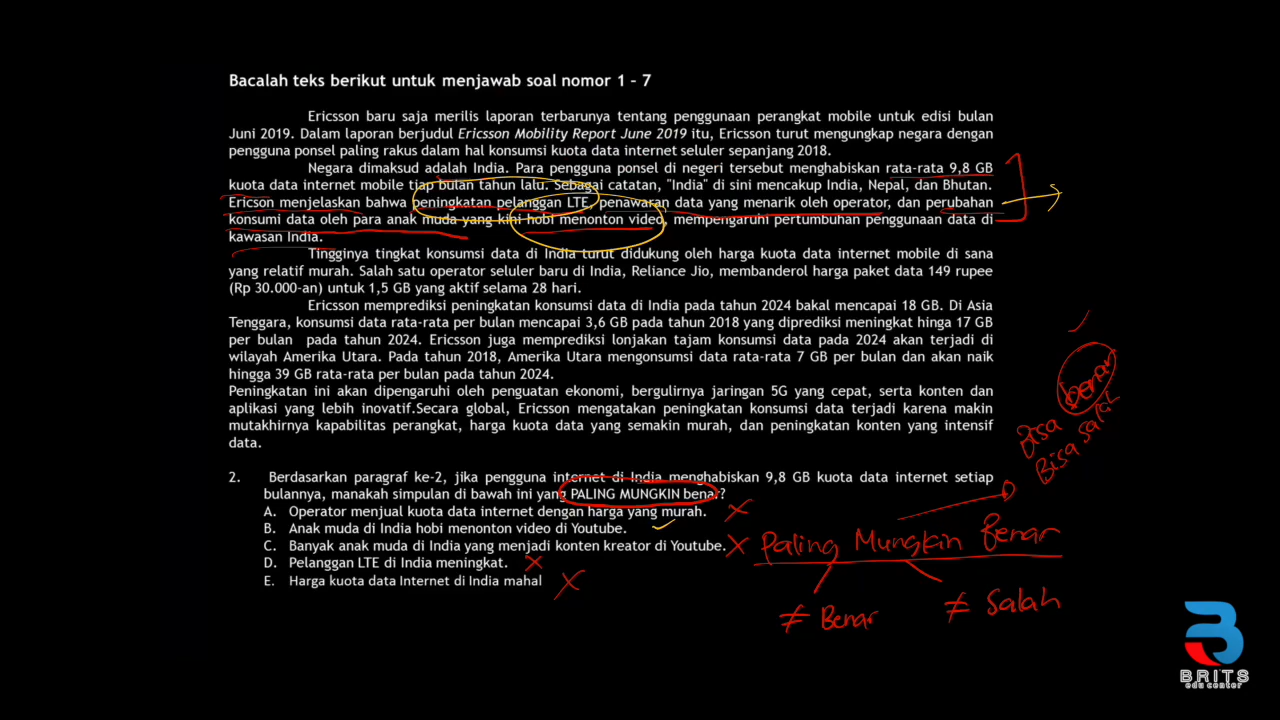 Bacalah teks berikut untuk menjawab soal nomor 1 – 7
Ericsson baru saja merilis laporan terbarunya tentang penggunaan perangkat mobile untuk edisi bulan
Juni 2019. Dalam laporan berjudul Ericsson Mobility Report June 2019 itu, Ericsson turut mengungkap negara dengan
pengguna ponsel paling rakus dalam hal konsumsi kuota data internet seluler sepanjang 2018.
Negara dimaksud adalah India. Para pengguna ponsel di negeri tersebut menghabiskan rata-rata 9,8 GB
kuota data internet mobile tiap bulan tahun lalu. Sebagai catatan, "India" di sini mencakup India, Nepal, dan Bhutan.
Ericson menjelaskan bahwa peningkatan pelanggan LTE, penawaran data yang menarik oleh operator, dan perubahan
konsumi data oleh para anak muda yang kini hobi menonton video, mempengaruhi pertumbuhan penggunaan data di
kawasan India.
Tingginya tingkat konsumsi data di India turut didukung oleh harga kuota data internet mobile di sana
yang relatif murah. Salah satu operator seluler baru di India, Reliance Jio, membanderol harga paket data 149 rupee
(Rp 30.000-an) untuk 1,5 GB yang aktif selama 28 hari.
Ericsson memprediksi peningkatan konsumsi data di India pada tahun 2024 bakal mencapai 18 GB. Di Asia
Tenggara, konsumsi data rata-rata per bulan mencapai 3,6 GB pada tahun 2018 yang diprediksi meningkat hinga 17 GB
per bulan pada tahun 2024. Ericsson juga memprediksi lonjakan tajam konsumsi data pada 2024 akan terjadi di
wilayah Amerika Utara. Pada tahun 2018, Amerika Utara mengonsumsi data rata-rata 7 GB per bulan dan akan naik
hingga 39 GB rata-rata per bulan pada tahun 2024.
Peningkatan ini akan dipengaruhi oleh penguatan ekonomi, bergulirnya jaringan 5G yang cepat, serta konten dan
aplikasi yang lebih inovatif.Secara global, Ericsson mengatakan peningkatan konsumsi data terjadi karena makin
mutakhirnya kapabilitas perangkat, harga kuota data yang semakin murah, dan peningkatan konten yang intensif
data.
2. Berdasarkan paragraf ke-2, jika pengguna internet di India menghabiskan 9,8 GB kuota data internet setiap
bulannya, manakah simpulan di bawah ini yang PALING MUNGKIN benar?
A. Operator menjual kuota data internet dengan harga yang murah.
B. Anak muda di India hobi menonton video di Youtube.
C. Banyak anak muda di India yang menjadi konten kreator di Youtube.
D. Pelanggan LTE di India meningkat.
E. Harga kuota data Internet di India mahal
Bisa benar
Bisa salah
Paling Mungkin Benar
≠ Benar
≠ Salah
BRITS
edu center